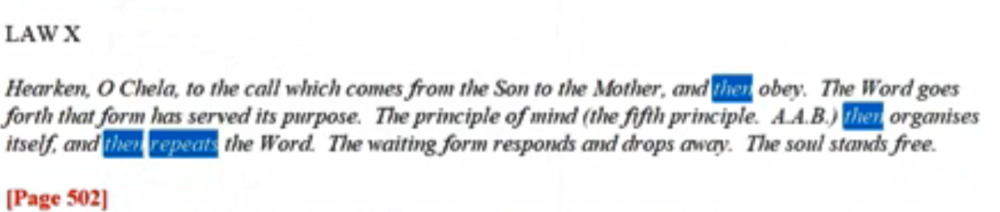 LAW X
Hearken, O Chela, to the call which comes from the Son to the Mother, and then obey. The Word goes
forth that form has served its purpose. The principle of mind (the fifth principle. A.A.B.) then organises
itself, and then repeats the Word. The waiting form responds and drops away. The soul stands free.
[Page 502]